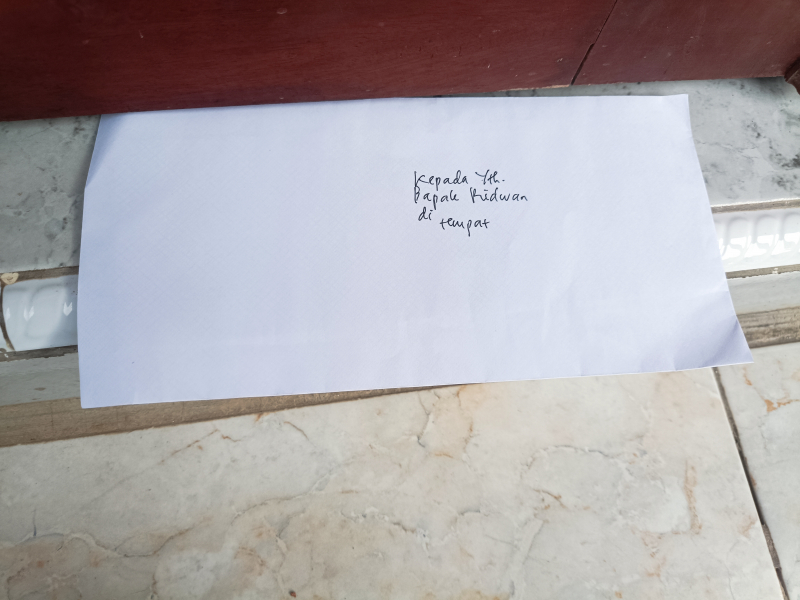 Kepada Yth.
Bapak Ridwan
di
tempat